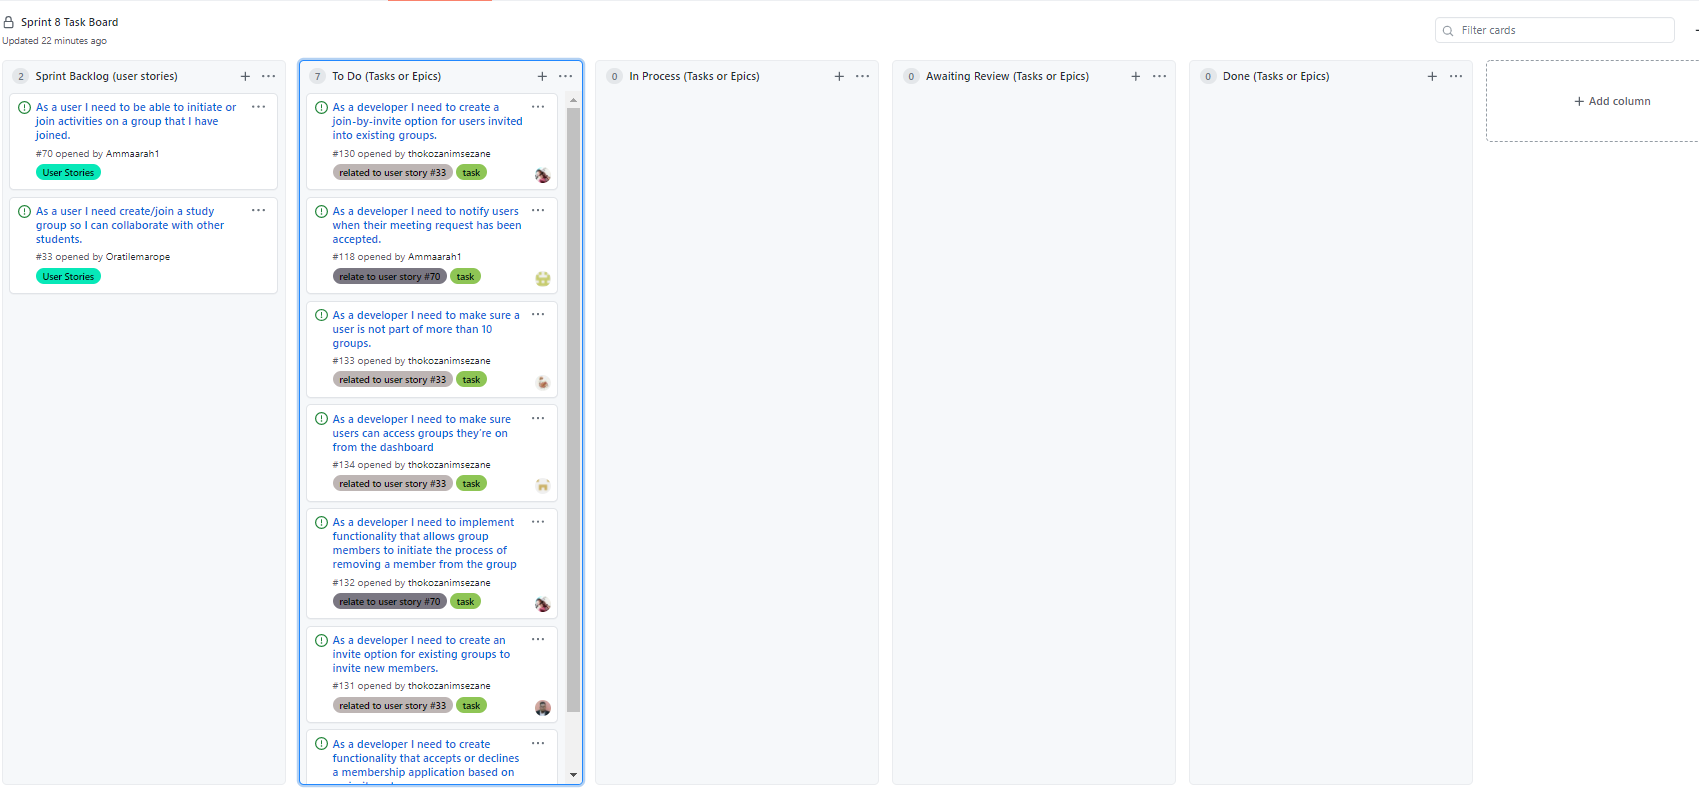 Sprint 8 Task Board
Updated 22 minutes ago
Filter cards
2 Sprint Backlog (user stories)
As a user I need to be able to initiate or
join activities on a group that I have
joined.
#70 opened by Ammaarah1
User Stories
As a user I need create/join a study
group so I can collaborate with other
students.
#33 opened by Oratilemarope
User Stories
7 To Do (Tasks or Epics)
As a developer I need to create a
join-by-invite option for users invited
into existing groups.
#130 opened by thokozanimsezane
related to user story #33 task
As a developer I need to notify users
when their meeting request has been
accepted.
#118 opened by Ammaarah1
relate to user story #70 task
As a developer I need to make sure a
user is not part of more than 10
groups.
#133 opened by thokozanimsezane
related to user story #33 task
As a developer I need to make sure
users can access groups they're on
from the dashboard
#134 opened by thokozanimsezane
related to user story #33 task
As a developer I need to implement
functionality that allows group
members to initiate the process of
removing a member from the group
#132 opened by thokozanimsezane
relate to user story #70 task
As a developer I need to create an
invite option for existing groups to
invite new members.
#131 opened by thokozanimsezane
related to user story #33 task
As a developer I need to create
functionality that accepts or declines
a membership application based on
0 In Process (Tasks or Epics)
0 Awaiting Review (Tasks or Epics)
0 Done (Tasks or Epics)
+ Add column